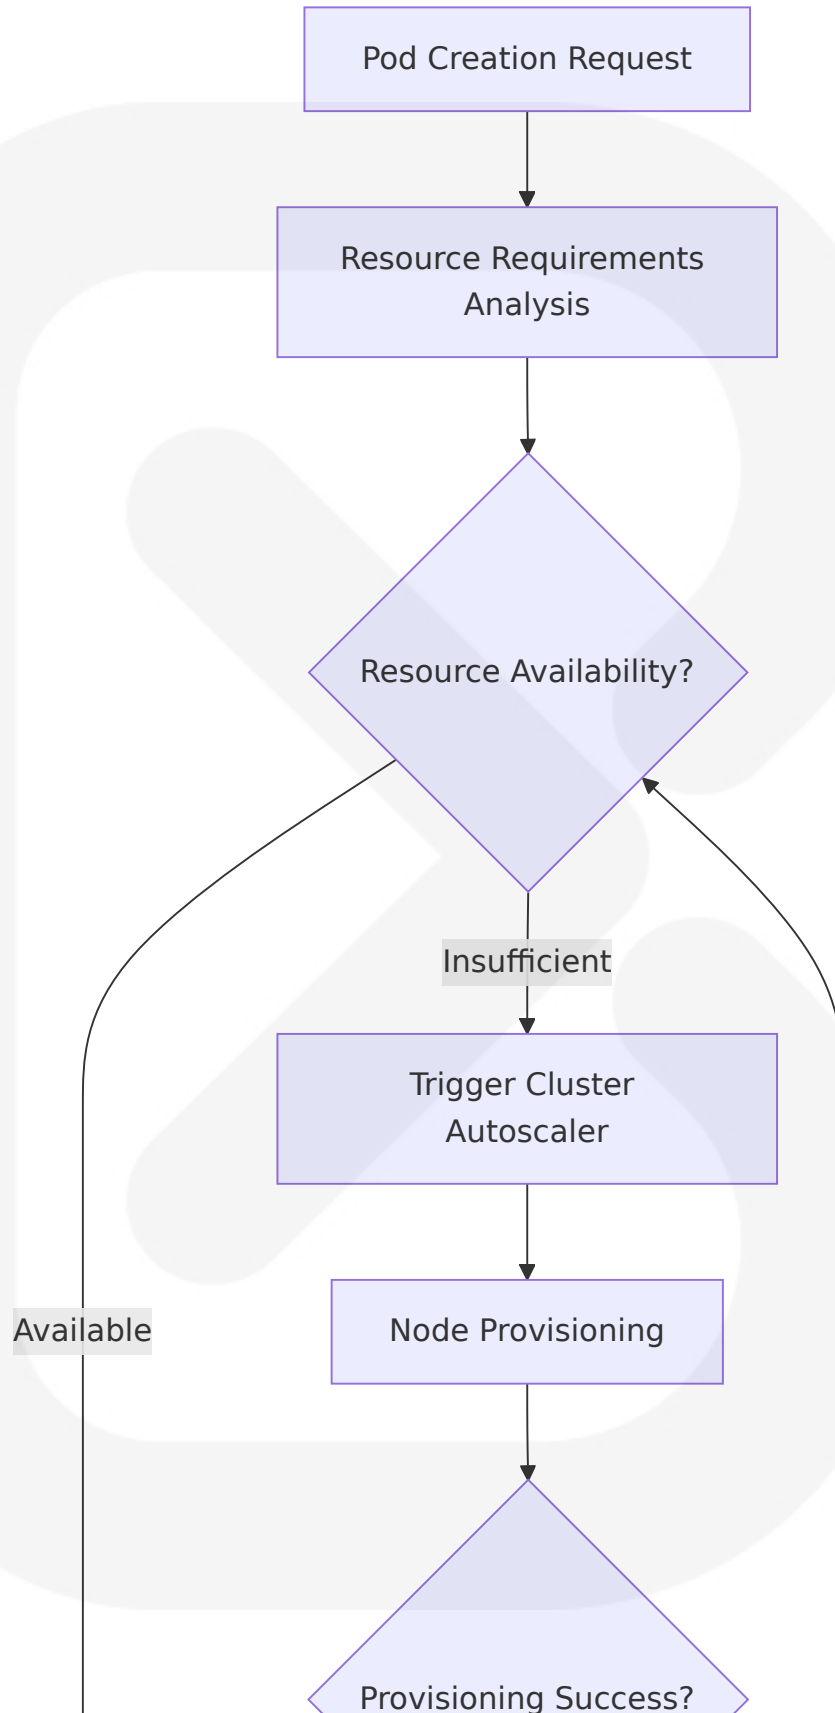 Pod Creation Request
Resource Requirements
Analysis
Resource Availability?
Insufficient
Trigger Cluster
Autoscaler
Available
Node Provisioning
Provisioning Success?